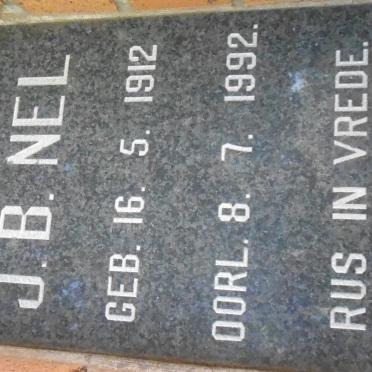 J.B. NEL
GEB. 16. 5. 1912
OORL. 8. 7. 1992.
RUS IN VREDE.